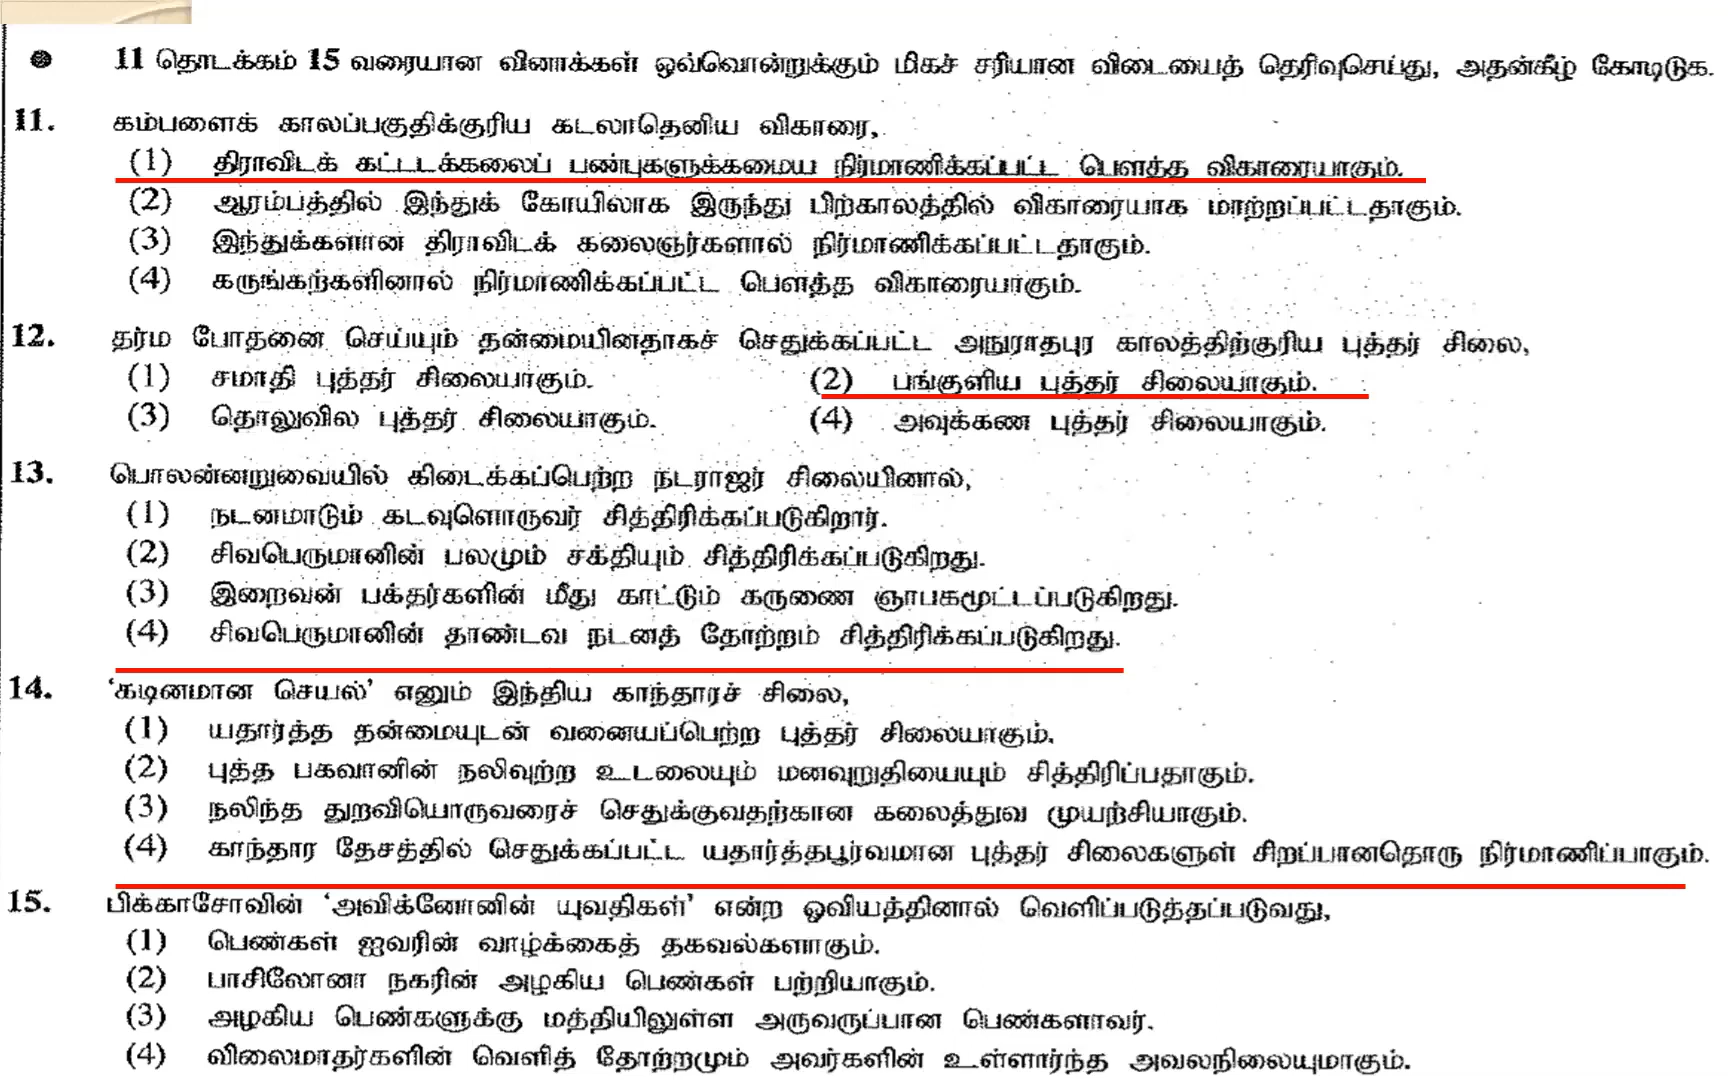 ● 11 தொடக்கம் 15 வரையான வினாக்கள் ஒவ்வொன்றுக்கும் மிகச் சரியான விடையைத் தெரிவுசெய்து, அதன்கீழ் கோடிடுக.
11. கம்பளைக் காலப்பகுதிக்குரிய கடலாதெனிய விகாரை,
(1) திராவிடக் கட்டடக்கலைப் பண்புகளுக்கமைய நிர்மாணிக்கப்பட்ட பௌத்த விகாரையாகும்.
(2) ஆரம்பத்தில் இந்துக் கோயிலாக இருந்து பிற்காலத்தில் விகாரையாக மாற்றப்பட்டதாகும்.
(3) இந்துக்களான திராவிடக் கலைஞர்களால் நிர்மாணிக்கப்பட்டதாகும்.
(4) கருங்கற்களினால் நிர்மாணிக்கப்பட்ட பௌத்த விகாரையாகும்.
12. தர்ம போதனை செய்யும் தன்மையினதாகச் செதுக்கப்பட்ட அநுராதபுர காலத்திற்குரிய புத்தர் சிலை,
(1) சமாதி புத்தர் சிலையாகும். (2) பங்குளிய புத்தர் சிலையாகும்.
(3) தொலுவில புத்தர் சிலையாகும். (4) அவுக்கண புத்தர் சிலையாகும்.
13. பொலன்னறுவையில் கிடைக்கப்பெற்ற நடராஜர் சிலையினால்,
(1) நடனமாடும் கடவுளொருவர் சித்திரிக்கப்படுகிறார்.
(2) சிவபெருமானின் பலமும் சக்தியும் சித்திரிக்கப்படுகிறது.
(3) இறைவன் பக்தர்களின் மீது காட்டும் கருணை ஞாபகமூட்டப்படுகிறது.
(4) சிவபெருமானின் தாண்டவ நடனத் தோற்றம் சித்திரிக்கப்படுகிறது.
14. ‘கடினமான செயல்’ எனும் இந்திய காந்தாரச் சிலை,
(1) யதார்த்த தன்மையுடன் வனையப்பெற்ற புத்தர் சிலையாகும்.
(2) புத்த பகவானின் நலிவுற்ற உடலையும் மனவுறுதியையும் சித்திரிப்பதாகும்.
(3) நலிந்த துறவியொருவரைச் செதுக்குவதற்கான கலைத்துவ முயற்சியாகும்.
(4) காந்தார தேசத்தில் செதுக்கப்பட்ட யதார்த்தபூர்வமான புத்தர் சிலைகளுள் சிறப்பானதொரு நிர்மாணிப்பாகும்.
15. பிக்காசோவின் ‘அவிக்னோனின் யுவதிகள்’ என்ற ஓவியத்தினால் வெளிப்படுத்தப்படுவது,
(1) பெண்கள் ஐவரின் வாழ்க்கைத் தகவல்களாகும்.
(2) பாசிலோனா நகரின் அழகிய பெண்கள் பற்றியாகும்.
(3) அழகிய பெண்களுக்கு மத்தியிலுள்ள அருவருப்பான பெண்களாவர்.
(4) விலைமாதர்களின் வெளித் தோற்றமும் அவர்களின் உள்ளார்ந்த அவலநிலையுமாகும்.